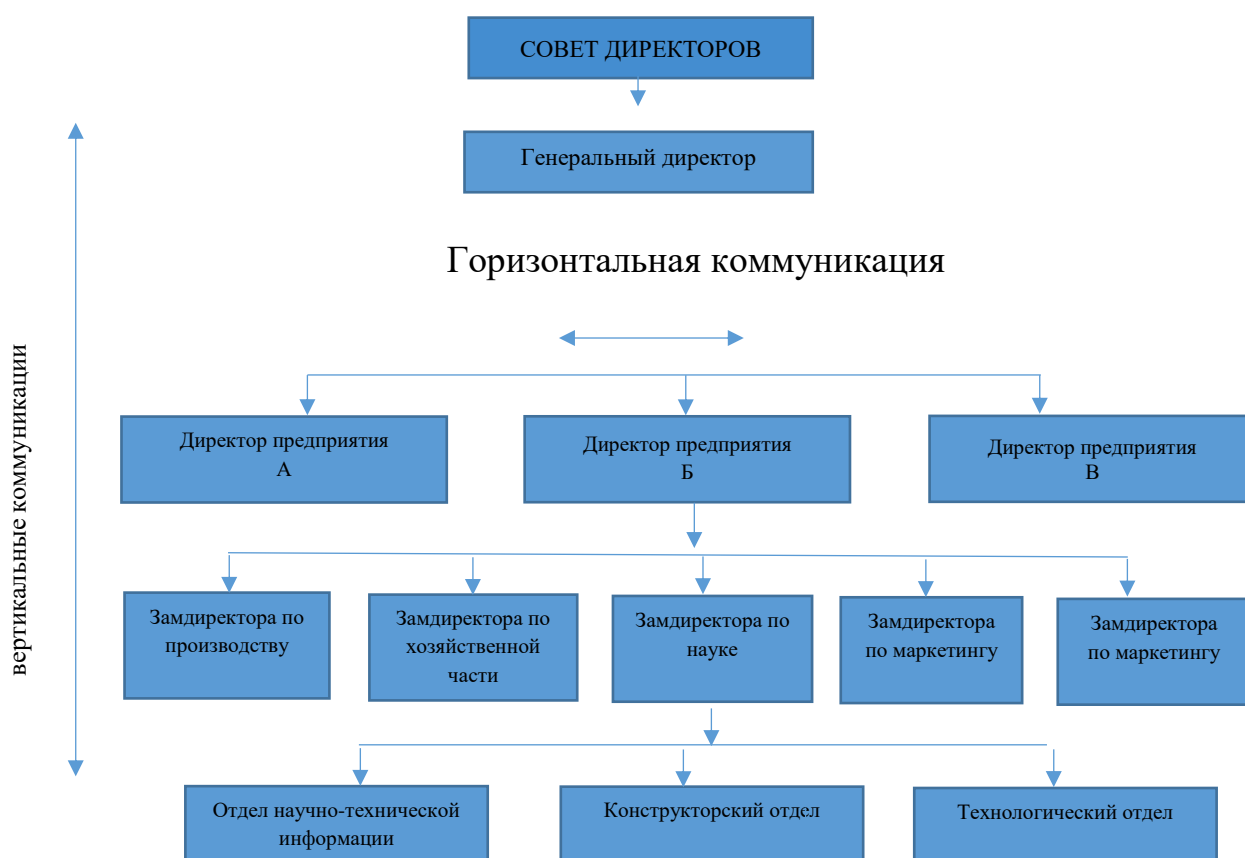 СОВЕТ ДИРЕКТОРОВ
Генеральный директор
Горизонтальная коммуникация
вертикальные коммуникации
Директор предприятия
А
Директор предприятия
Б
Директор предприятия
В
Замдиректора по
производству
Замдиректора по
хозяйственной
части
Замдиректора по
науке
Замдиректора
по маркетингу
Замдиректора
по маркетингу
Отдел научно-технической
информации
Конструкторский отдел
Технологический отдел